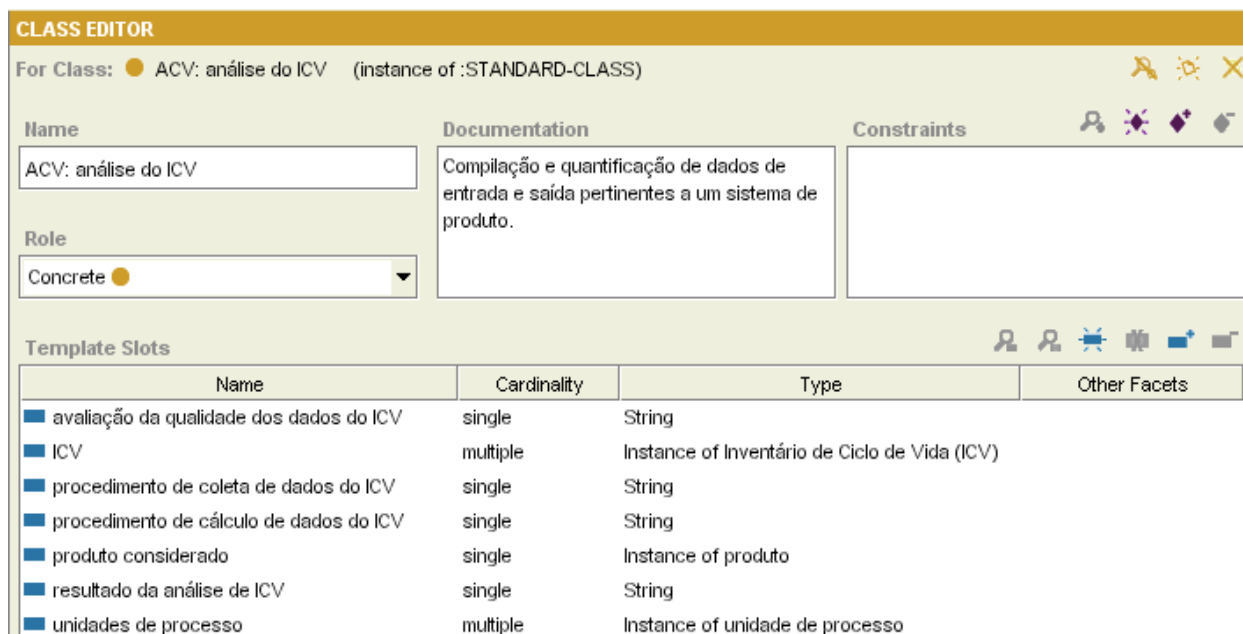 CLASS EDITOR
For Class: ACV: análise do ICV (instance of :STANDARD-CLASS)
Name Documentation Constraints
ACV: análise do ICV
Compilação e quantificação de dados de
entrada e saída pertinentes a um sistema de
produto.
Role
Concrete
Template Slots
Name Cardinality Type Other Facets
avaliação da qualidade dos dados do ICV single String
ICV multiple Instance of Inventário de Ciclo de Vida (ICV)
procedimento de coleta de dados do ICV single String
procedimento de cálculo de dados do ICV single String
produto considerado single Instance of produto
resultado da análise de ICV single String
unidades de processo multiple Instance of unidade de processo